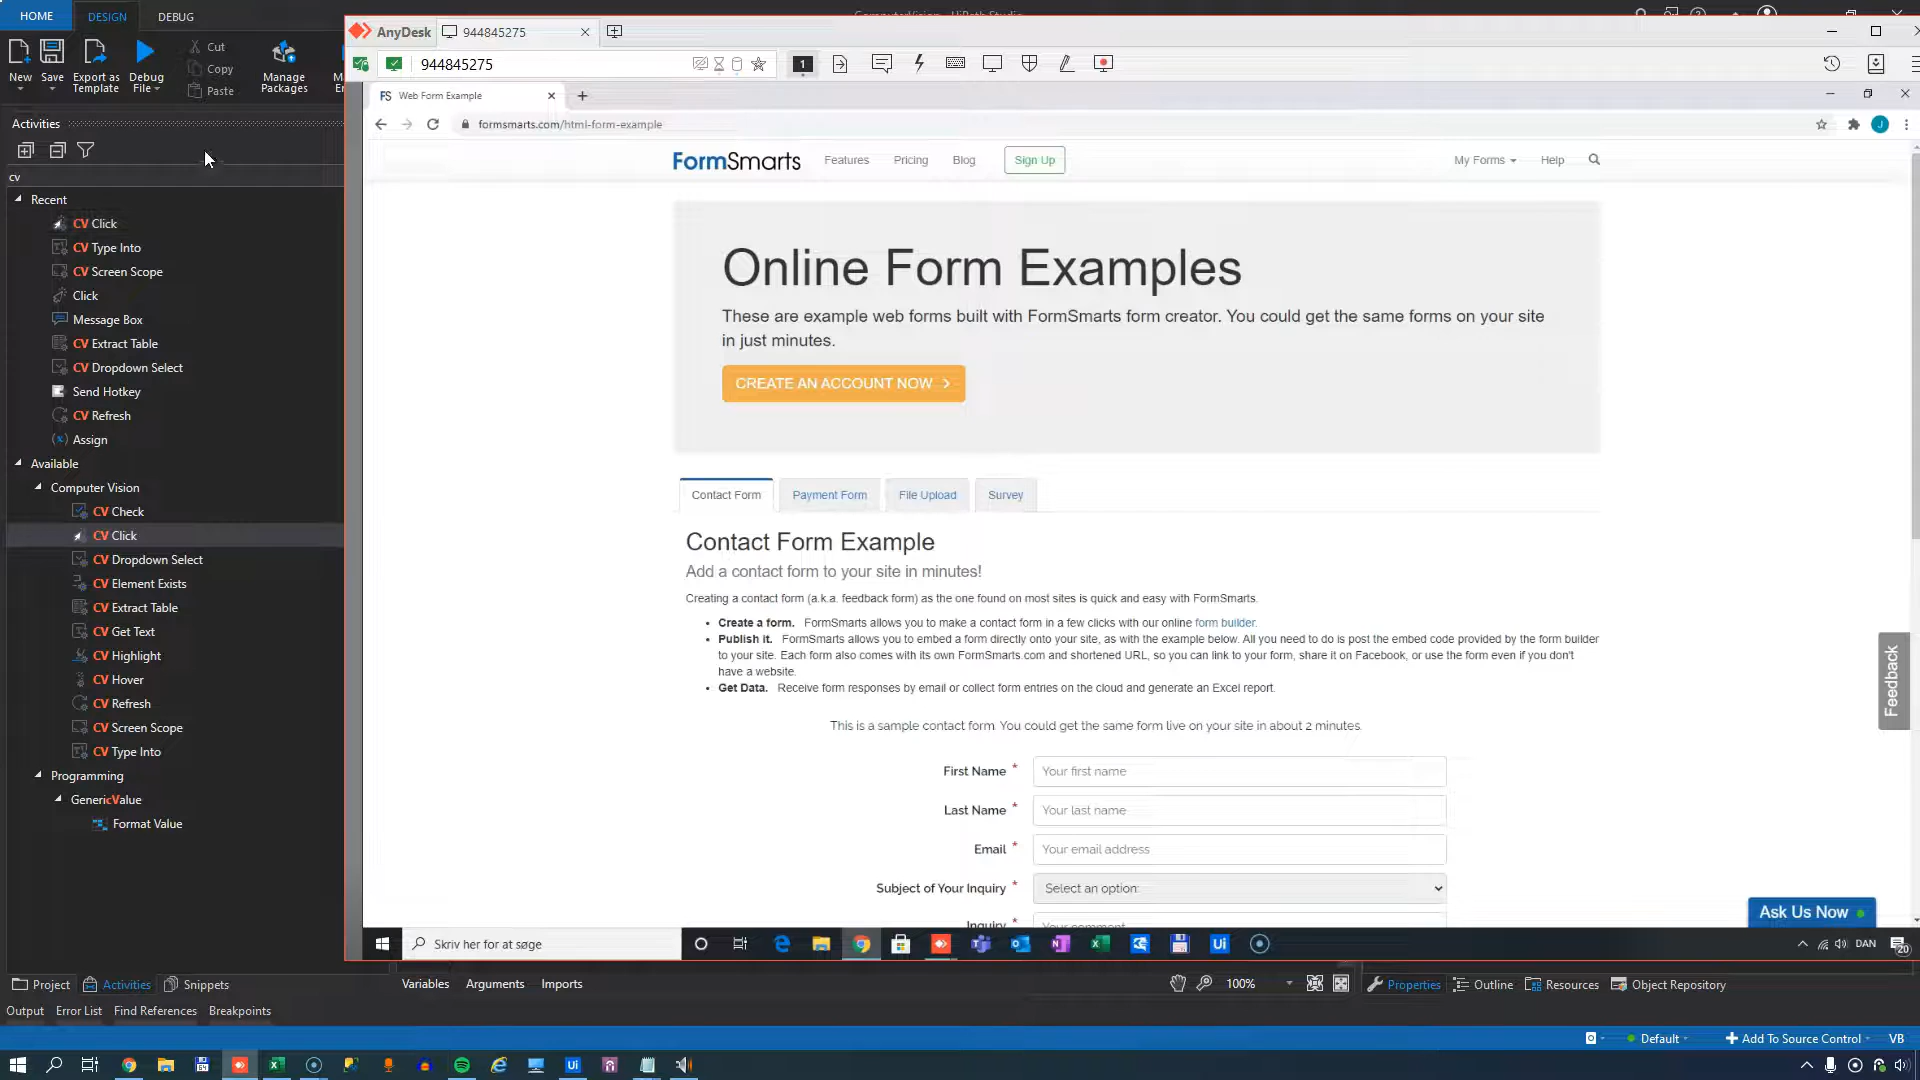 HOME
DESIGN
DEBUG
New
Save
Export as
Template
Debug
File
Cut
Copy
Paste
Manage
Packages
AnyDesk
944845275
944845275
1
Activities
cv
Recent
CV Click
CV Type Into
CV Screen Scope
Click
Message Box
CV Extract Table
CV Dropdown Select
Send Hotkey
CV Refresh
Assign
Available
Computer Vision
CV Check
CV Click
CV Dropdown Select
CV Element Exists
CV Extract Table
CV Get Text
CV Highlight
CV Hover
CV Refresh
CV Screen Scope
CV Type Into
Programming
GenericValue
Format Value
FS Web Form Example
formsmarts.com/html-form-example
J
FormSmarts
Features
Pricing
Blog
Sign Up
My Forms
Help
Online Form Examples
These are example web forms built with FormSmarts form creator. You could get the same forms on your site
in just minutes.
CREATE AN ACCOUNT NOW
Contact Form
Payment Form
File Upload
Survey
Contact Form Example
Add a contact form to your site in minutes!
Creating a contact form (a.k.a. feedback form) as the one found on most sites is quick and easy with FormSmarts.
Create a form. FormSmarts allows you to make a contact form in a few clicks with our online form builder.
Publish it. FormSmarts allows you to embed a form directly onto your site, as with the example below. All you need to do is post the embed code provided by the form builder
to your site. Each form also comes with its own FormSmarts.com and shortened URL, so you can link to your form, share it on Facebook, or use the form even if you don't
have a website.
Get Data. Receive form responses by email or collect form entries on the cloud and generate an Excel report.
This is a sample contact form. You could get the same form live on your site in about 2 minutes.
First Name *
Your first name
Last Name *
Your last name
Email *
Your email address
Subject of Your Inquiry *
Select an option:
Inquiry *
Your comment
Feedback
Ask Us Now
Skriv her for at søge
Ui
DAN
20
Project
Activities
Snippets
Variables
Arguments
Imports
100%
Properties
Outline
Resources
Object Repository
Output
Error List
Find References
Breakpoints
Default
Add To Source Control
VB
Ui